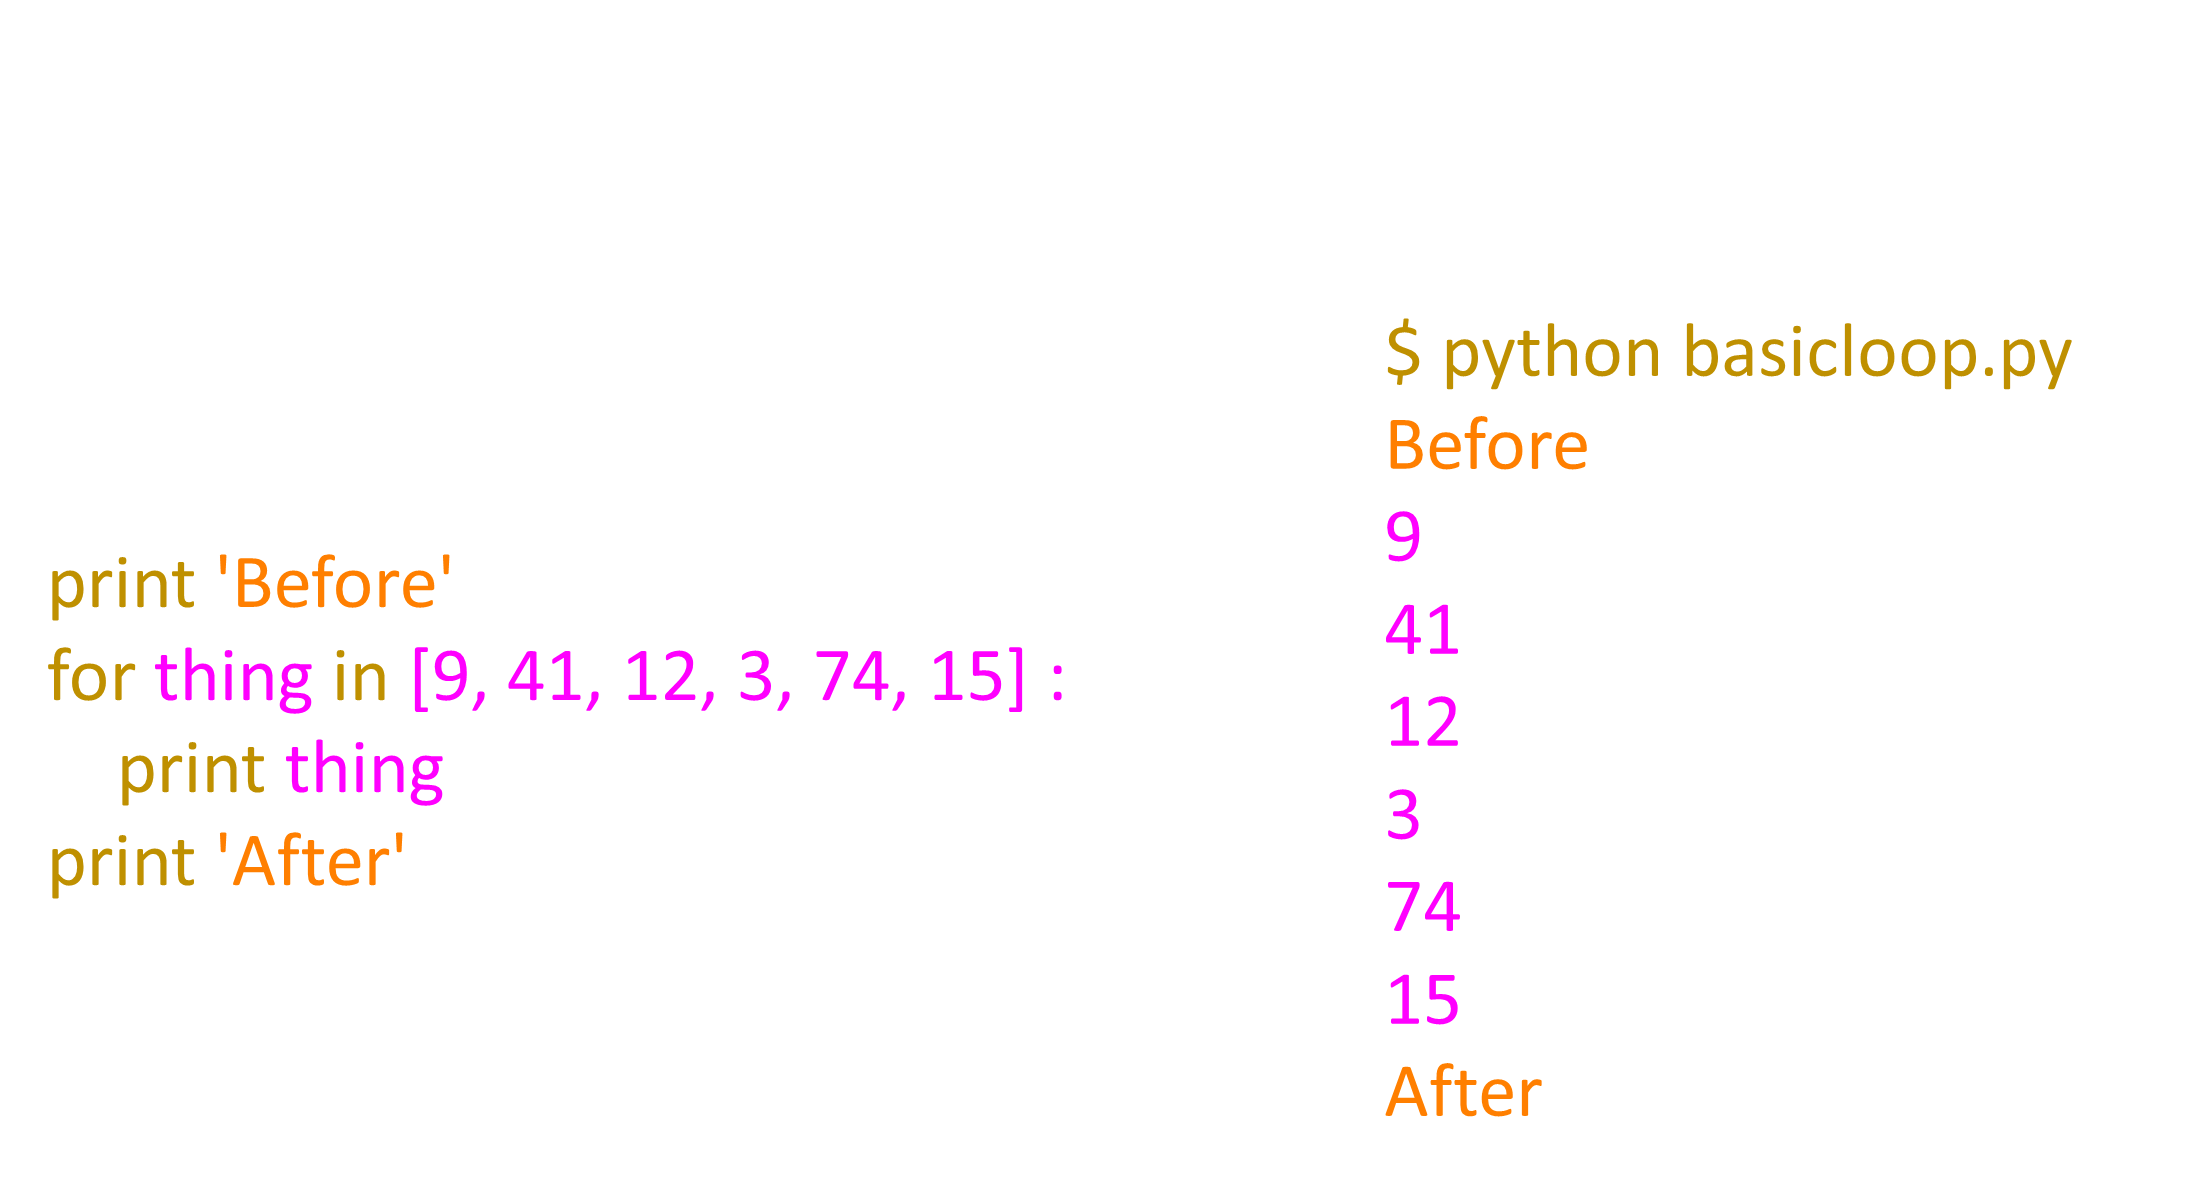 print 'Before'
for thing in [9, 41, 12, 3, 74, 15] :
    print thing
print 'After'
$ python basicloop.py
Before
9
41
12
3
74
15
After